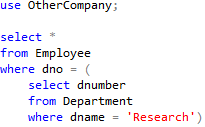 use OtherCompany;

select *
from Employee
where dno = (
    select dnumber
    from Department
    where dname = 'Research')